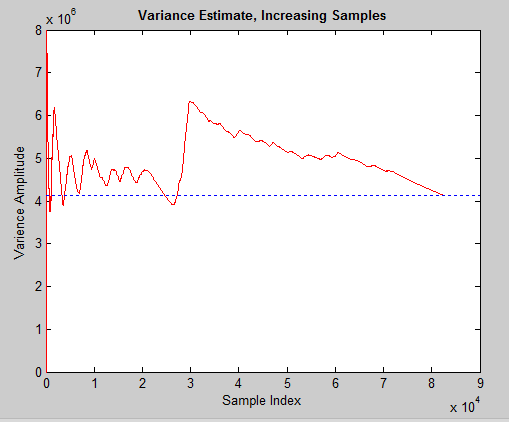 Variance Estimate, Increasing Samples
x 10^6
8
7
6
5
4
3
2
1
0
Varience Amplitude
0 1 2 3 4 5 6 7 8 9
Sample Index
x 10^4